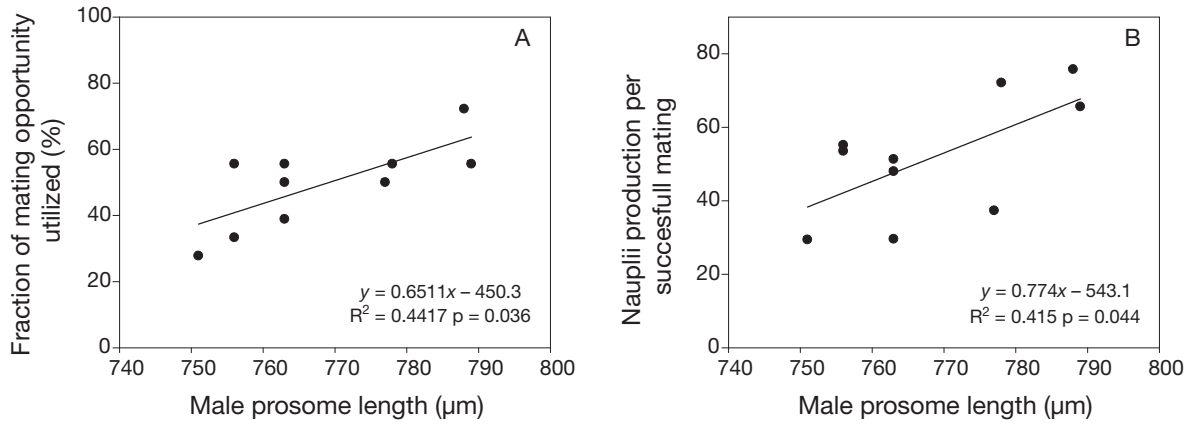 A
Fraction of mating opportunity
utilized (%)
100
80
60
40
20
0
y = 0.6511x – 450.3
R² = 0.4417 p = 0.036
740 750 760 770 780 790 800
Male prosome length (µm)
B
Nauplii production per
succesfull mating
80
60
40
20
0
y = 0.774x – 543.1
R² = 0.415 p = 0.044
740 750 760 770 780 790 800
Male prosome length (µm)